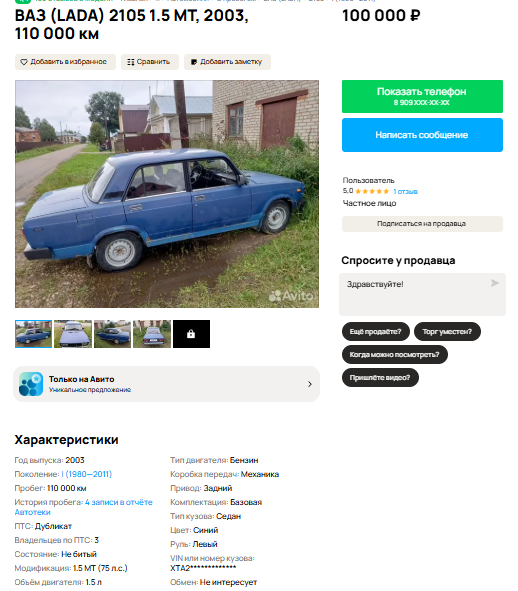 ВАЗ (LADA) 2105 1.5 MT, 2003,
110 000 км
100 000 ₽
Добавить в избранное
Сравнить
Добавить заметку
Показать телефон
8 909 XXX-XX-XX
Написать сообщение
Avito
Пользователь
5,0 ★★★★★ 1 отзыв
Частное лицо
Подписаться на продавца
Спросите у продавца
Здравствуйте!
Ещё продаёте?
Торг уместен?
Когда можно посмотреть?
Пришлёте видео?
Только на Авито
Уникальное предложение
Характеристики
Год выпуска: 2003
Поколение: I (1980—2011)
Пробег: 110 000 км
История пробега: 4 записи в отчёте
Автотеки
ПТС: Дубликат
Владельцев по ПТС: 3
Состояние: Не битый
Модификация: 1.5 MT (75 л.с.)
Объём двигателя: 1.5 л
Тип двигателя: Бензин
Коробка передач: Механика
Привод: Задний
Комплектация: Базовая
Тип кузова: Седан
Цвет: Синий
Руль: Левый
VIN или номер кузова:
XTA2*************
Обмен: Не интересует